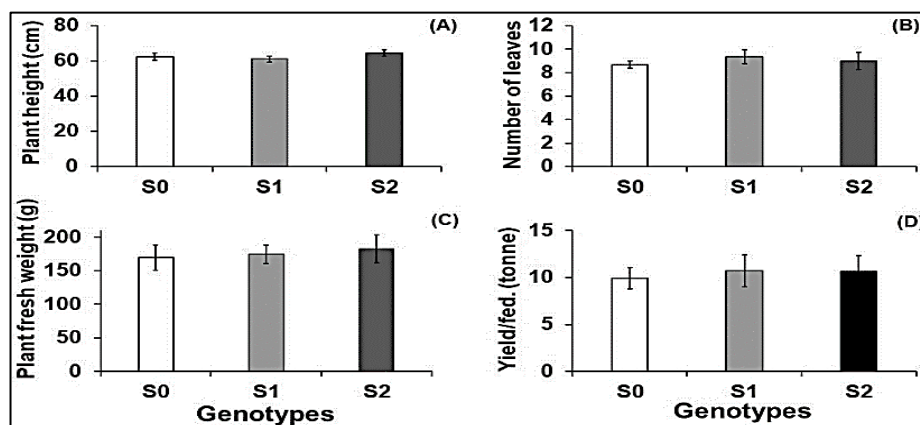 (A)
Plant height (cm)
80
60
40
20
0
S0 S1 S2
(B)
Number of leaves
12
10
8
6
4
2
0
S0 S1 S2
(C)
Plant fresh weight (g)
200
150
100
50
0
S0 S1 S2
Genotypes
(D)
Yield/fed. (tonne)
15
10
5
0
S0 S1 S2
Genotypes